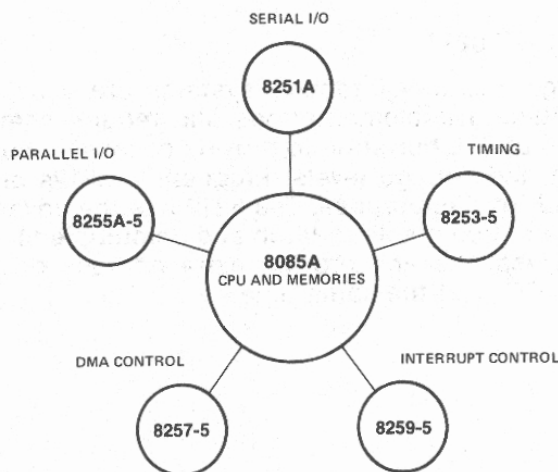 SERIAL I/O
8251A
PARALLEL I/O
TIMING
8255A-5
8253-5
8085A
CPU AND MEMORIES
DMA CONTROL
INTERRUPT CONTROL
8257-5
8259-5